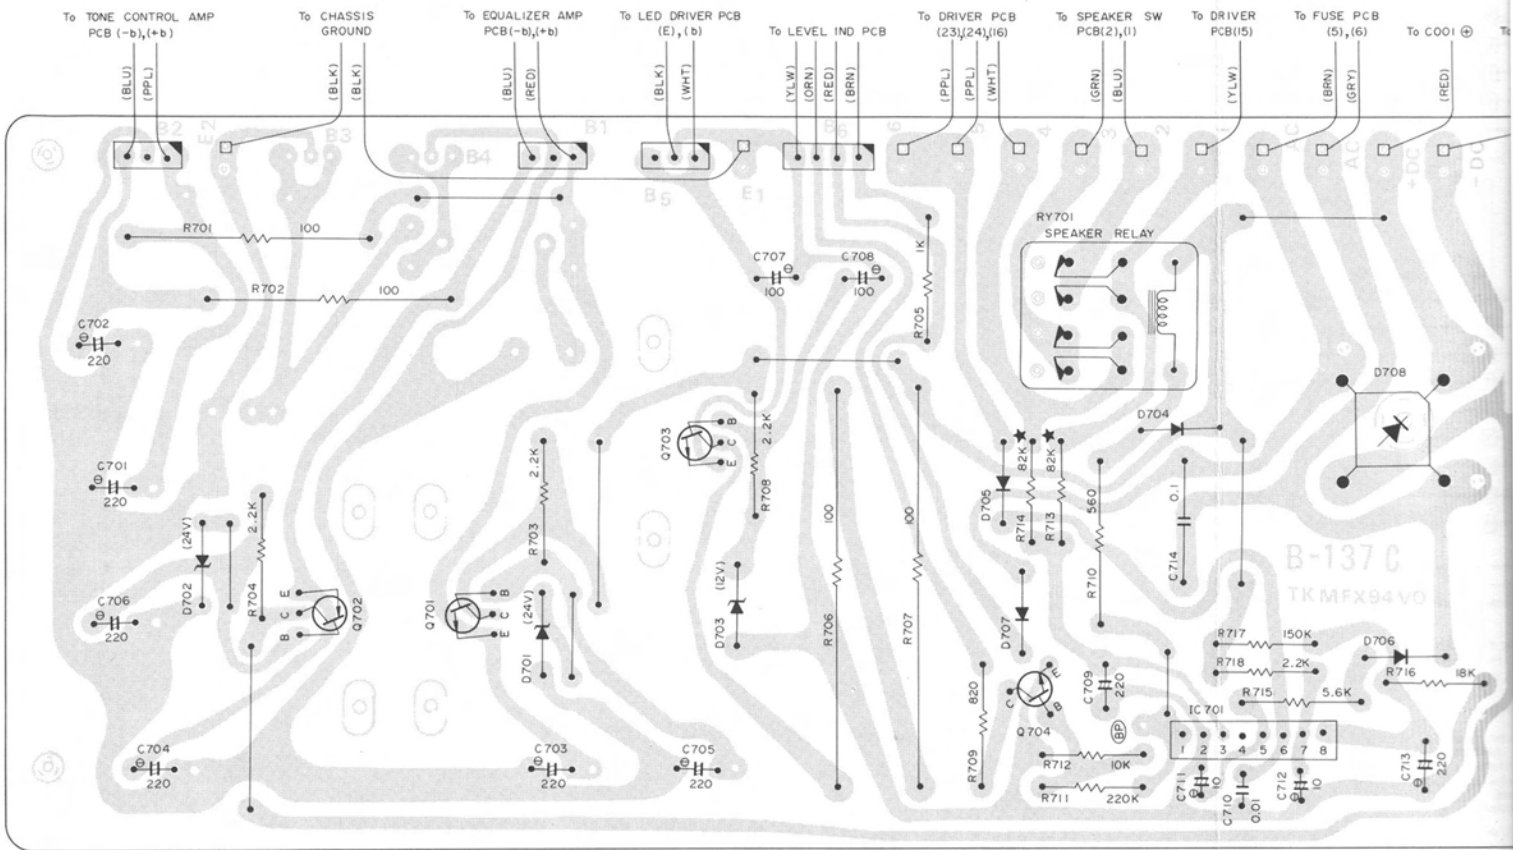 To TONE CONTROL AMP
PCB (-b),(+b)
To CHASSIS
GROUND
To EQUALIZER AMP
PCB(-b),(+b)
To LED DRIVER PCB
(E), (b)
To LEVEL IND PCB
To DRIVER PCB
(23),(24),(16)
To SPEAKER SW
PCB(2),(1)
To DRIVER
PCB(15)
To FUSE PCB
(5), (6)
To C001 ⊕
To
(BLU)
(PPL)
(BLK)
(BLK)
(BLU)
(RED)
(BLK)
(WHT)
(YLW)
(ORN)
(RED)
(BRN)
(PPL)
(PPL)
(WHT)
(GRN)
(BLU)
(YLW)
(BRN)
(GRY)
(RED)
B2
E2
B3
B4
B1
B5
E1
B6
6
5
4
3
2
1
AC
AC
+DC
-DC
R701 100
R702 100
C702
⊖
220
C707
⊖
100
C708
⊖
100
1K
R705
RY701
SPEAKER RELAY
D708
D704
C701
⊖
220
2.2K
R704
(24V)
D702
C706
⊖
220
E
C
B
Q702
Q701
B
C
E
2.2K
R703
(24V)
D701
Q703
B
C
E
2.2K
R708
(12V)
D703
100
R706
100
R707
D705
★
82K
R714
★
82K
R713
560
R710
0.1
C714
B-137C
TKMFX94V0
D707
R717 150K
R718 2.2K
R715 5.6K
D706
R716 18K
820
R709
E
C
B
Q704
C709
220
BP
IC701
1 2 3 4 5 6 7 8
R712 10K
R711 220K
C711
⊖
10
C710
0.01
C712
⊖
10
C713
⊖
220
C704
⊖
220
C703
⊖
220
C705
⊖
220